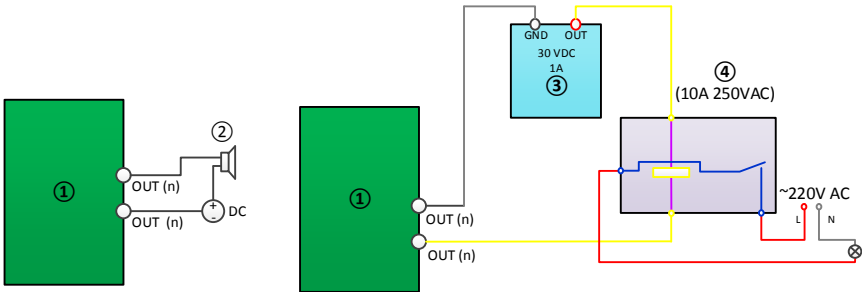 ①
②
OUT (n)
OUT (n)
+
-
DC
①
OUT (n)
OUT (n)
GND OUT
30 VDC
1A
③
④
(10A 250VAC)
~220V AC
L N